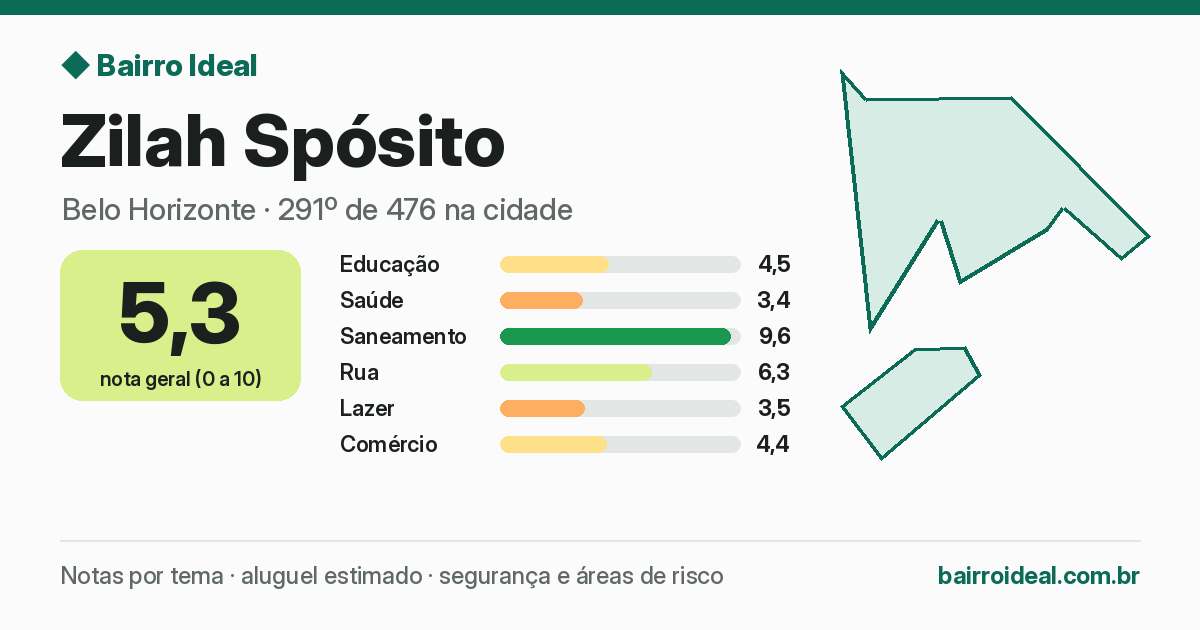 Bairro Ideal
Zilah Spósito
Belo Horizonte · 291º de 476 na cidade
5,3
nota geral (0 a 10)
Educação 4,5
Saúde 3,4
Saneamento 9,6
Rua 6,3
Lazer 3,5
Comércio 4,4
Notas por tema · aluguel estimado · segurança e áreas de risco
bairroideal.com.br